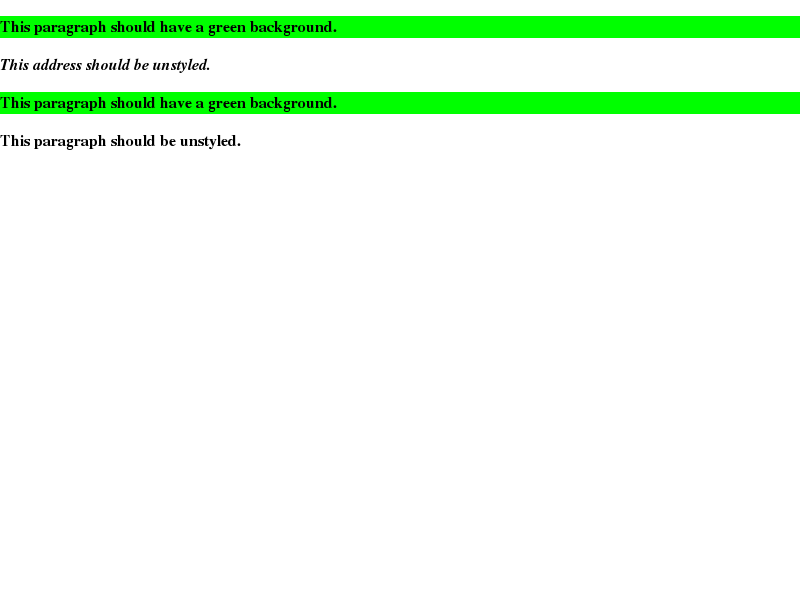 This paragraph should have a green background.
This address should be unstyled.
This paragraph should have a green background.
This paragraph should be unstyled.